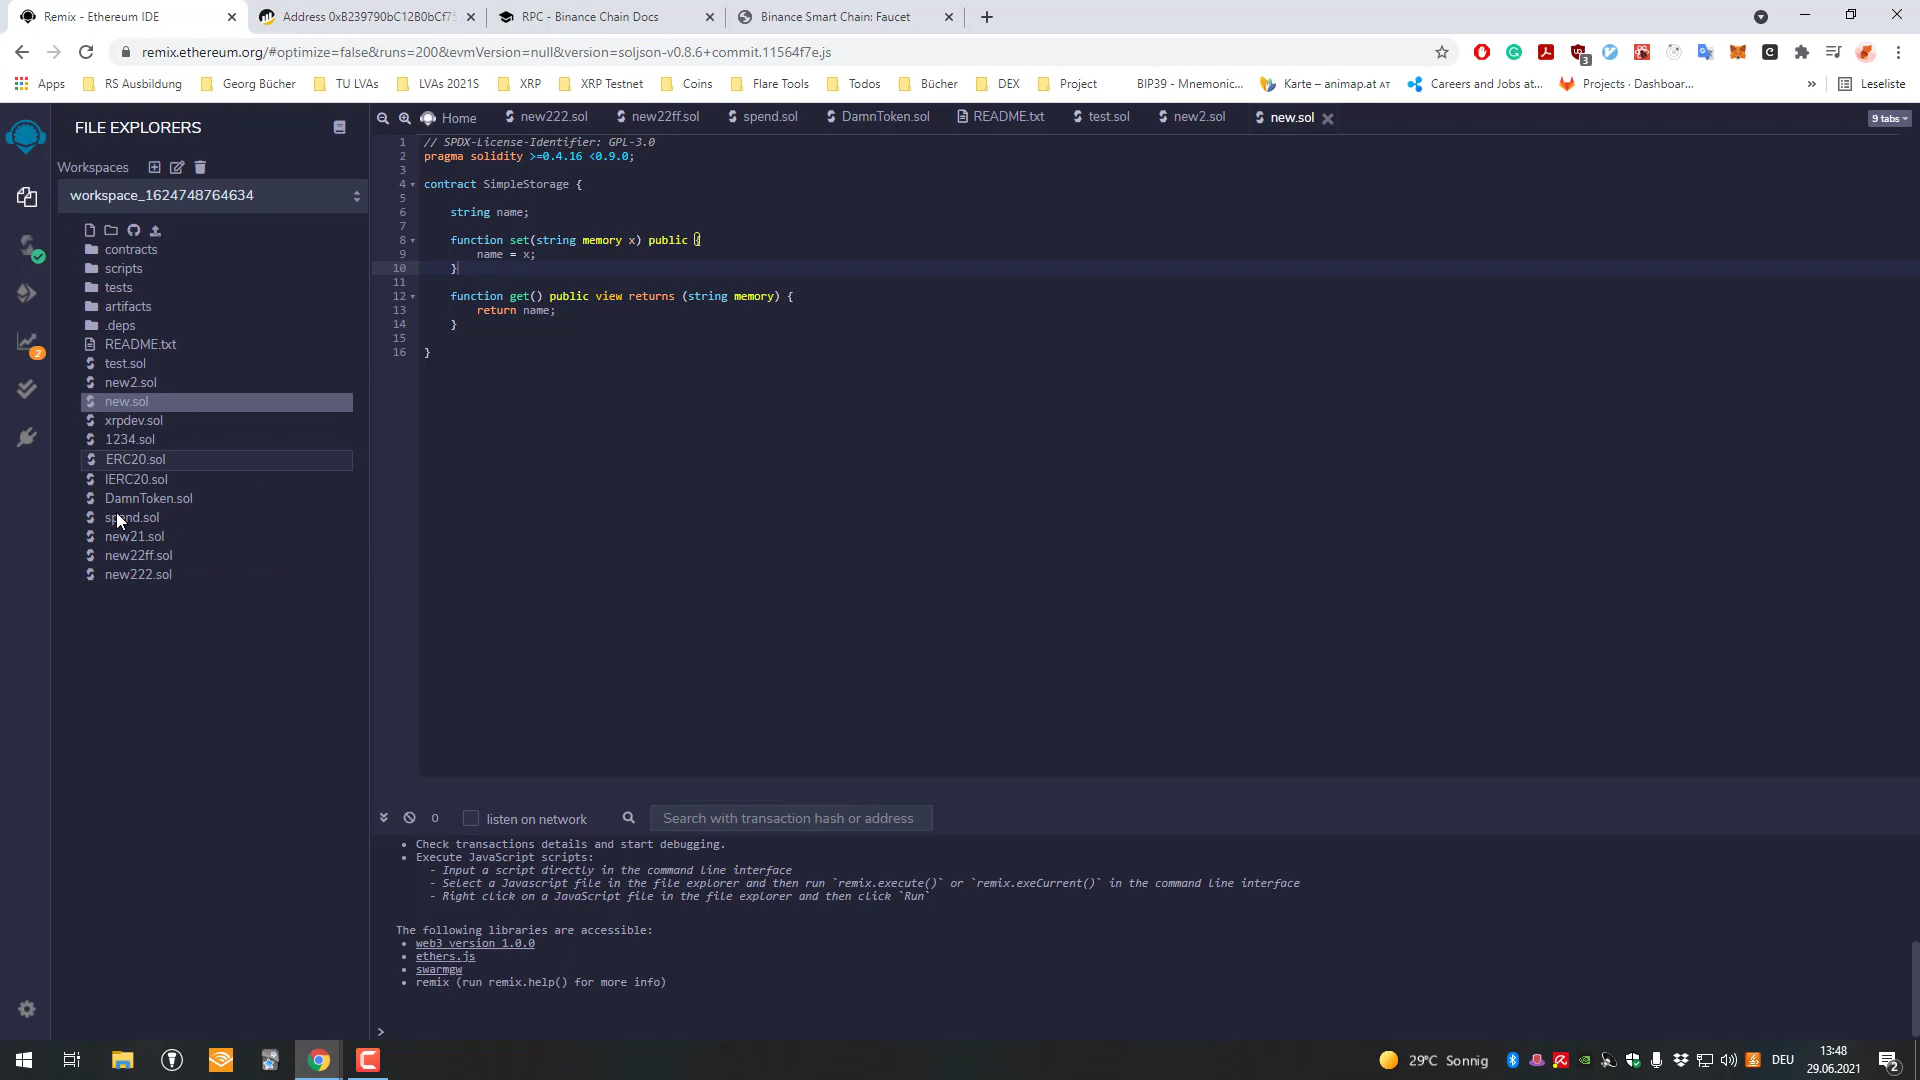 Remix - Ethereum IDE
Address 0xB239790bC12B0bCf75
RPC - Binance Chain Docs
Binance Smart Chain: Faucet
remix.ethereum.org/#optimize=false&runs=200&evmVersion=null&version=soljson-v0.8.6+commit.11564f7e.js
3
Apps
RS Ausbildung
Georg Bücher
TU LVAs
LVAs 2021S
XRP
XRP Testnet
Coins
Flare Tools
Todos
Bücher
DEX
Project
BIP39 - Mnemonic...
Karte – animap.at AT
Careers and Jobs at...
Projects · Dashboar...
»
Leseliste
FILE EXPLORERS
Workspaces
workspace_1624748764634
contracts
scripts
tests
artifacts
.deps
README.txt
test.sol
new2.sol
new.sol
xrpdev.sol
1234.sol
ERC20.sol
IERC20.sol
DamnToken.sol
spend.sol
new21.sol
new22ff.sol
new222.sol
2
Home
new222.sol
new22ff.sol
spend.sol
DamnToken.sol
README.txt
test.sol
new2.sol
new.sol
9 tabs
1 // SPDX-License-Identifier: GPL-3.0
2 pragma solidity >=0.4.16 <0.9.0;
3
4 contract SimpleStorage {
5
6 string name;
7
8 function set(string memory x) public {
9 name = x;
10 }
11
12 function get() public view returns (string memory) {
13 return name;
14 }
15
16 }
0
listen on network
Search with transaction hash or address
• Check transactions details and start debugging.
• Execute JavaScript scripts:
- Input a script directly in the command line interface
- Select a Javascript file in the file explorer and then run `remix.execute()` or `remix.exeCurrent()` in the command line interface
- Right click on a JavaScript file in the file explorer and then click `Run`
The following libraries are accessible:
• web3 version 1.0.0
• ethers.js
• swarmgw
• remix (run remix.help() for more info)
>
29°C Sonnig
DEU
13:48
29.06.2021
2